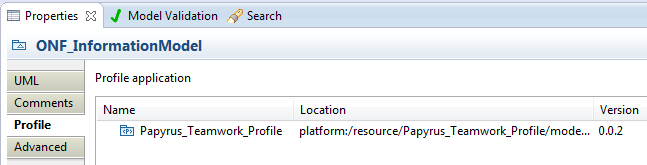 Properties Model Validation Search
ONF_InformationModel
UML
Comments
Profile
Advanced
Profile application
Name Location Version
Papyrus_Teamwork_Profile platform:/resource/Papyrus_Teamwork_Profile/mode... 0.0.2